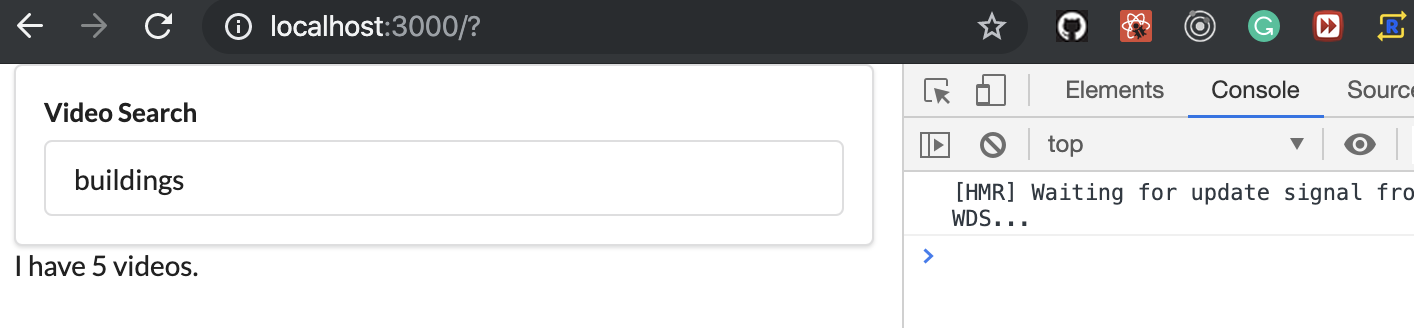 localhost:3000/?
Video Search
buildings
I have 5 videos.
Elements Console Source
top
[HMR] Waiting for update signal fro
WDS...